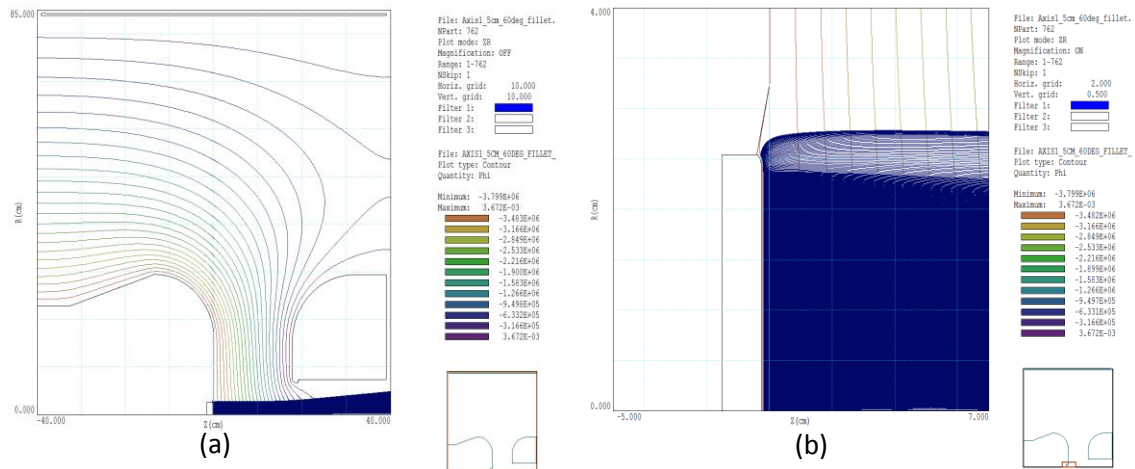 85.000
R(cm)
0.000
-40.000
Z(cm)
40.000
(a)
File: Axis1_5cm_60deg_fillet.
NPart: 762
Plot mode: ZR
Magnification: OFF
Range: 1-762
NSkip: 1
Horiz. grid: 10.000
Vert. grid: 10.000
Filter 1:
Filter 2:
Filter 3:
File: AXIS1_5CM_60DEG_FILLET_
Plot type: Contour
Quantity: Phi
Minimum: -3.799E+06
Maximum: 3.672E-03
-3.483E+06
-3.166E+06
-2.849E+06
-2.533E+06
-2.216E+06
-1.900E+06
-1.583E+06
-1.266E+06
-9.498E+05
-6.332E+05
-3.166E+05
3.672E-03
4.000
R(cm)
0.000
-5.000
Z(cm)
7.000
(b)
File: Axis1_5cm_60deg_fillet.
NPart: 762
Plot mode: ZR
Magnification: ON
Range: 1-762
NSkip: 1
Horiz. grid: 2.000
Vert. grid: 0.500
Filter 1:
Filter 2:
Filter 3:
File: AXIS1_5CM_60DEG_FILLET_
Plot type: Contour
Quantity: Phi
Minimum: -3.799E+06
Maximum: 3.672E-03
-3.482E+06
-3.166E+06
-2.849E+06
-2.533E+06
-2.216E+06
-1.899E+06
-1.583E+06
-1.266E+06
-9.497E+05
-6.331E+05
-3.166E+05
3.672E-03